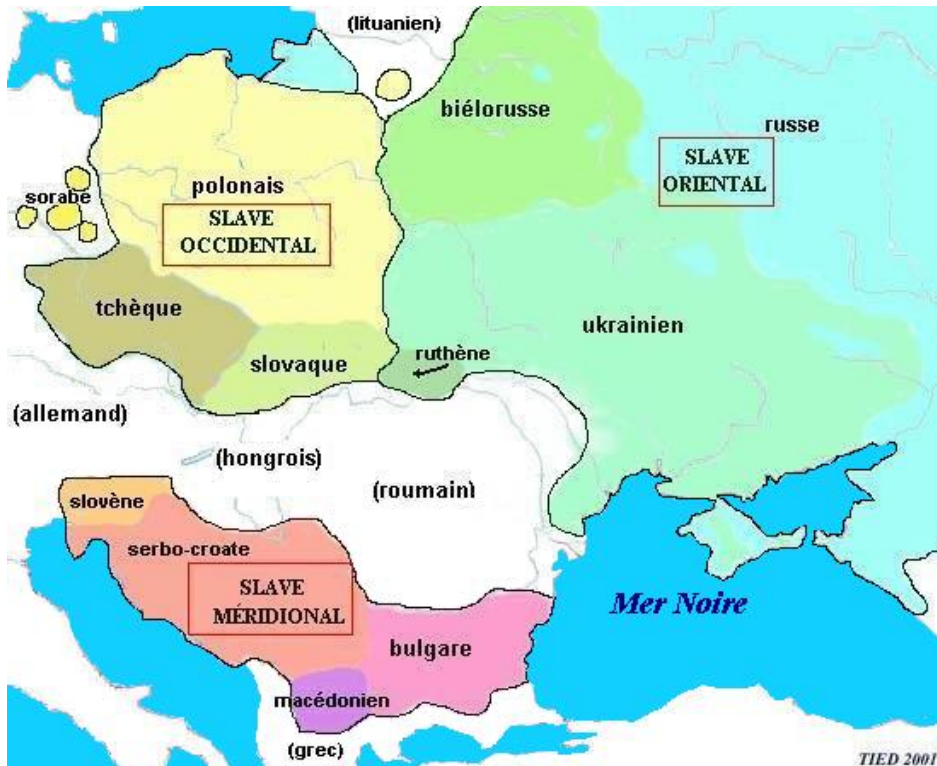 (lituanien)
biélorusse
russe
SLAVE
ORIENTAL
polonais
sorabe
SLAVE
OCCIDENTAL
tchèque
ukrainien
slovaque
ruthène
(allemand)
(hongrois)
(roumain)
slovène
serbo-croate
SLAVE
MÉRIDIONAL
Mer Noire
bulgare
macédonien
(grec)
TIED 2001